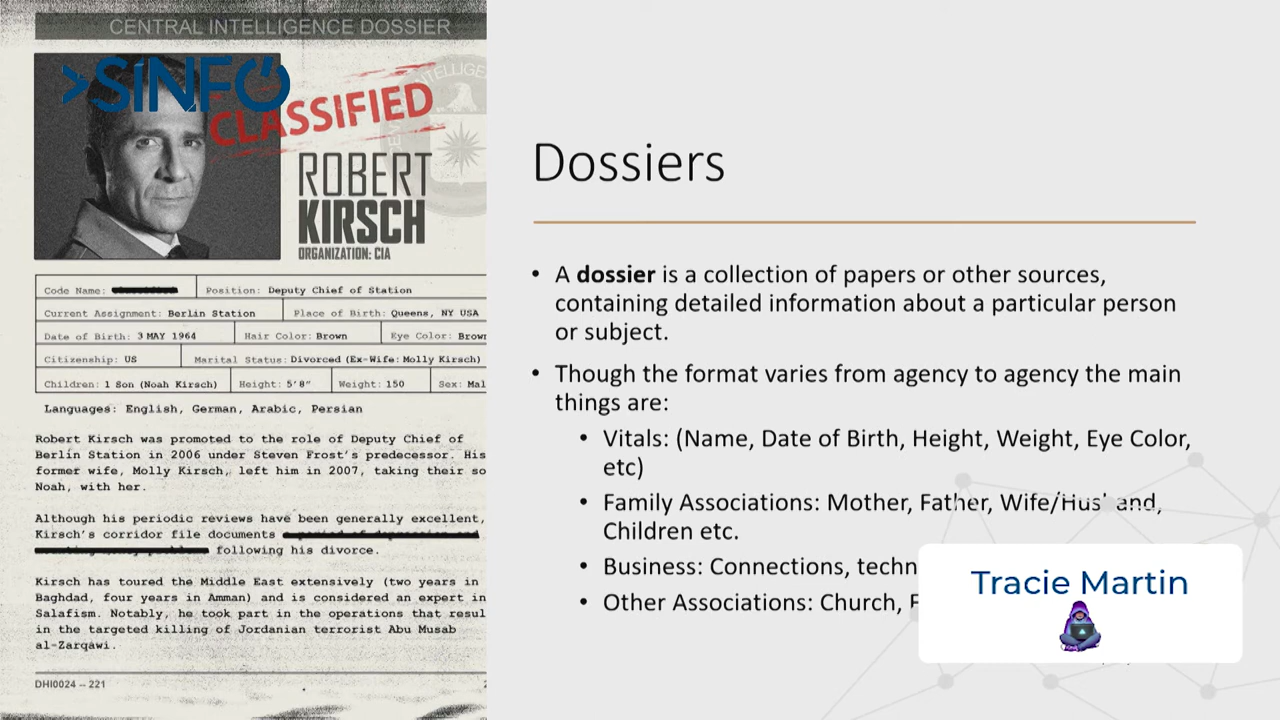 CENTRAL INTELLIGENCE DOSSIER
>SINFO
CLASSIFIED
ROBERT
KIRSCH
ORGANIZATION: CIA
Code Name:
Position: Deputy Chief of Station
Current Assignment: Berlin Station
Place of Birth: Queens, NY USA
Date of Birth: 3 MAY 1964
Hair Color: Brown
Eye Color: Brown
Citizenship: US
Marital Status: Divorced (Ex-Wife: Molly Kirsch)
Children: 1 Son (Noah Kirsch)
Height: 5'8"
Weight: 150
Sex: Mal
Languages: English, German, Arabic, Persian
Robert Kirsch was promoted to the role of Deputy Chief of
Berlin Station in 2006 under Steven Frost's predecessor. His
former wife, Molly Kirsch, left him in 2007, taking their so
Noah, with her.
Although his periodic reviews have been generally excellent,
Kirsch's corridor file documents
following his divorce.
Kirsch has toured the Middle East extensively (two years in
Baghdad, four years in Amman) and is considered an expert in
Salafism. Notably, he took part in the operations that resul
in the targeted killing of Jordanian terrorist Abu Musab
al-Zarqawi.
DHI0024 -- 221
Dossiers
• A dossier is a collection of papers or other sources,
containing detailed information about a particular person
or subject.
• Though the format varies from agency to agency the main
things are:
• Vitals: (Name, Date of Birth, Height, Weight, Eye Color,
etc)
• Family Associations: Mother, Father, Wife/Husband,
Children etc.
• Business: Connections, techn
• Other Associations: Church, F
Tracie Martin